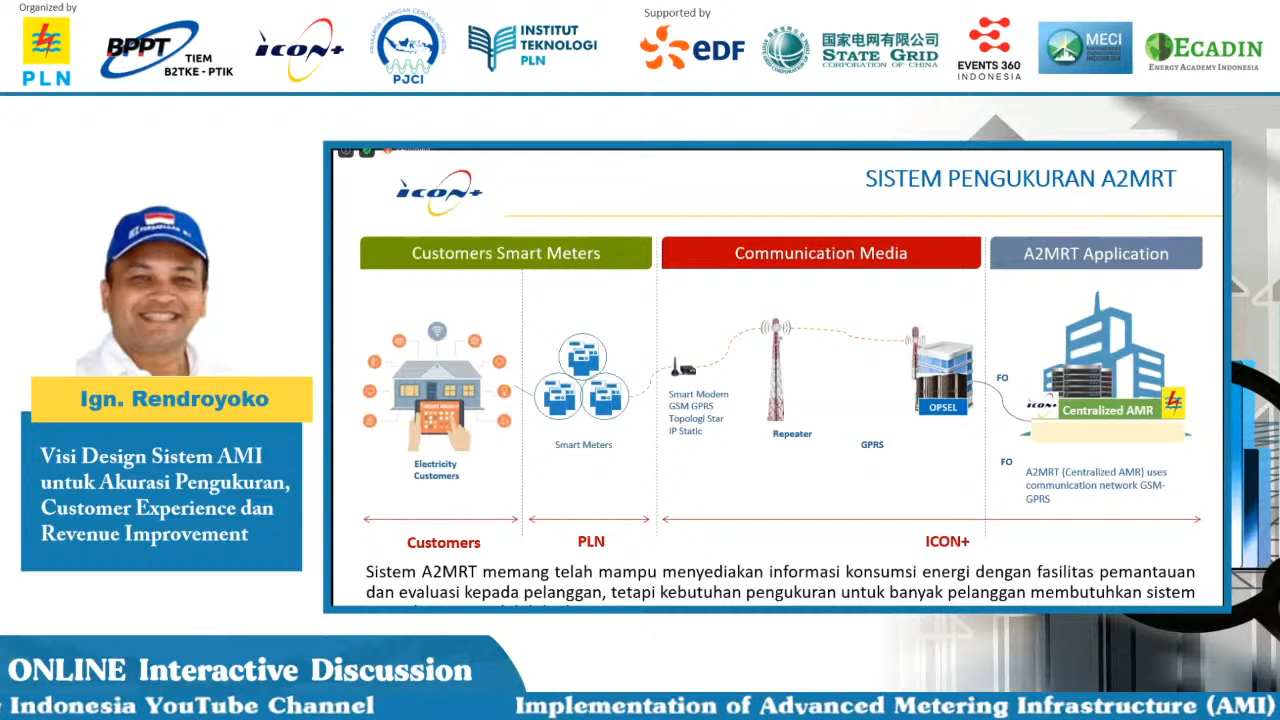 Organized by
PLN
BPPT
TIEM
B2TKE - PTIK
icon+
PRAKARSA JARINGAN CERDAS INDONESIA
PJCI
INSTITUT
TEKNOLOGI
PLN
Supported by
eDF
国家电网有限公司
STATE GRID
CORPORATION OF CHINA
EVENTS 360
INDONESIA
MECI
ECADIN
ENERGY ACADEMY INDONESIA
icon+
SISTEM PENGUKURAN A2MRT
Customers Smart Meters
Communication Media
A2MRT Application
Smart Modern
GSM GPRS
Topologi Star
IP Static
Repeater
GPRS
OPSEL
FO
FO
icon+
Centralized AMR
Smart Meters
Electricity
Customers
A2MRT (Centralized AMR) uses
communication network GSM-
GPRS
Customers
PLN
ICON+
Sistem A2MRT memang telah mampu menyediakan informasi konsumsi energi dengan fasilitas pemantauan
dan evaluasi kepada pelanggan, tetapi kebutuhan pengukuran untuk banyak pelanggan membutuhkan sistem
Ign. Rendroyoko
Visi Design Sistem AMI
untuk Akurasi Pengukuran,
Customer Experience dan
Revenue Improvement
ONLINE Interactive Discussion
Indonesia YouTube Channel
Implementation of Advanced Metering Infrastructure (AMI)